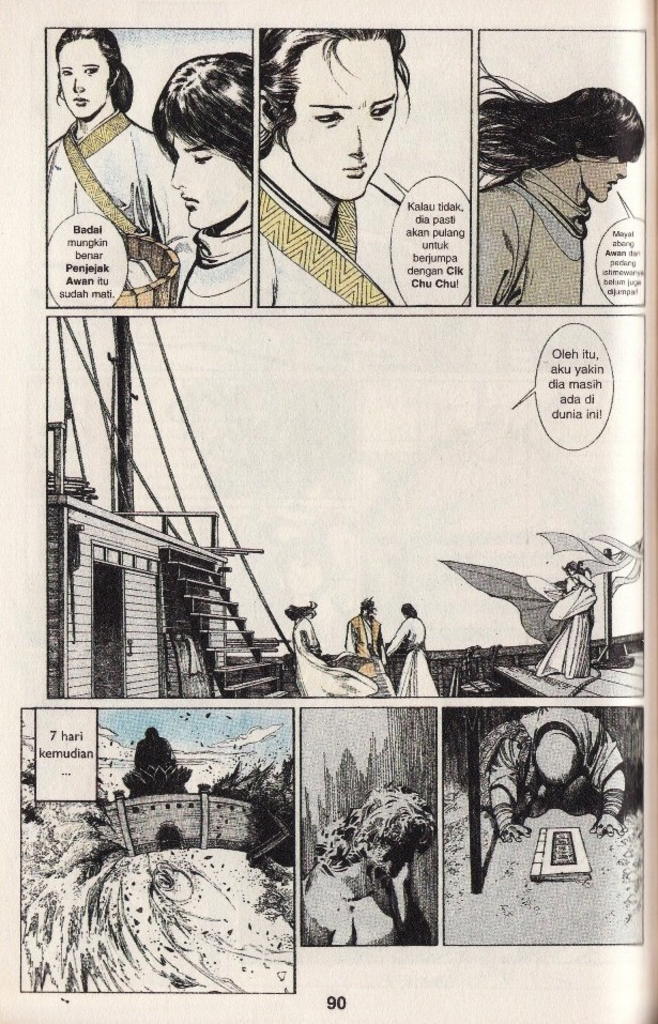 Badai
mungkin
benar
Penjejak
Awan itu
sudah mati.
Kalau tidak,
dia pasti
akan pulang
untuk
berjumpa
dengan Cik
Chu Chu!
Mayat
abang
Awan dan
pedang
istimewanya
belum juga
dijumpai!
Oleh itu,
aku yakin
dia masih
ada di
dunia ini!
7 hari
kemudian
...
90